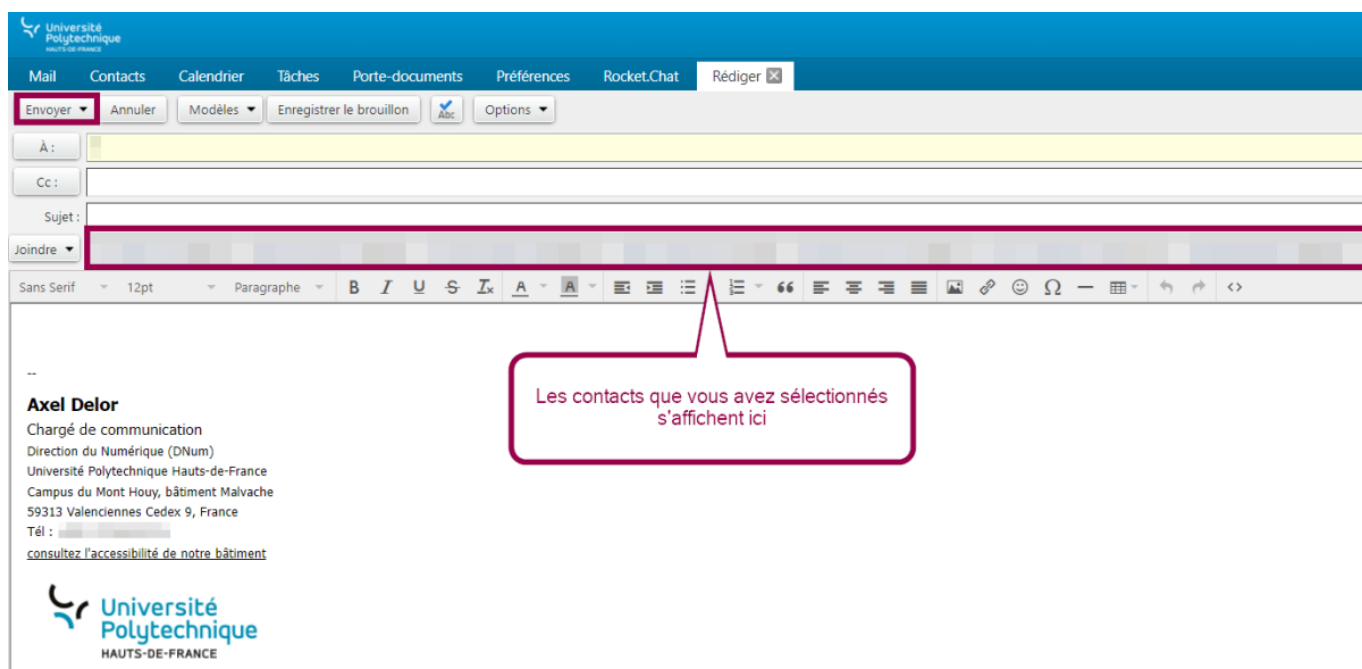 Université
Polytechnique
HAUTS-DE-FRANCE
Mail Contacts Calendrier Tâches Porte-documents Préférences Rocket.Chat Rédiger
Envoyer Annuler Modèles Enregistrer le brouillon Abc Options
À :
Cc :
Sujet :
Joindre
Sans Serif 12pt Paragraphe B I U S Tx A A
Les contacts que vous avez sélectionnés
s'affichent ici
--
Axel Delor
Chargé de communication
Direction du Numérique (DNum)
Université Polytechnique Hauts-de-France
Campus du Mont Houy, bâtiment Malvache
59313 Valenciennes Cedex 9, France
Tél :
consultez l'accessibilité de notre bâtiment
Université
Polytechnique
HAUTS-DE-FRANCE